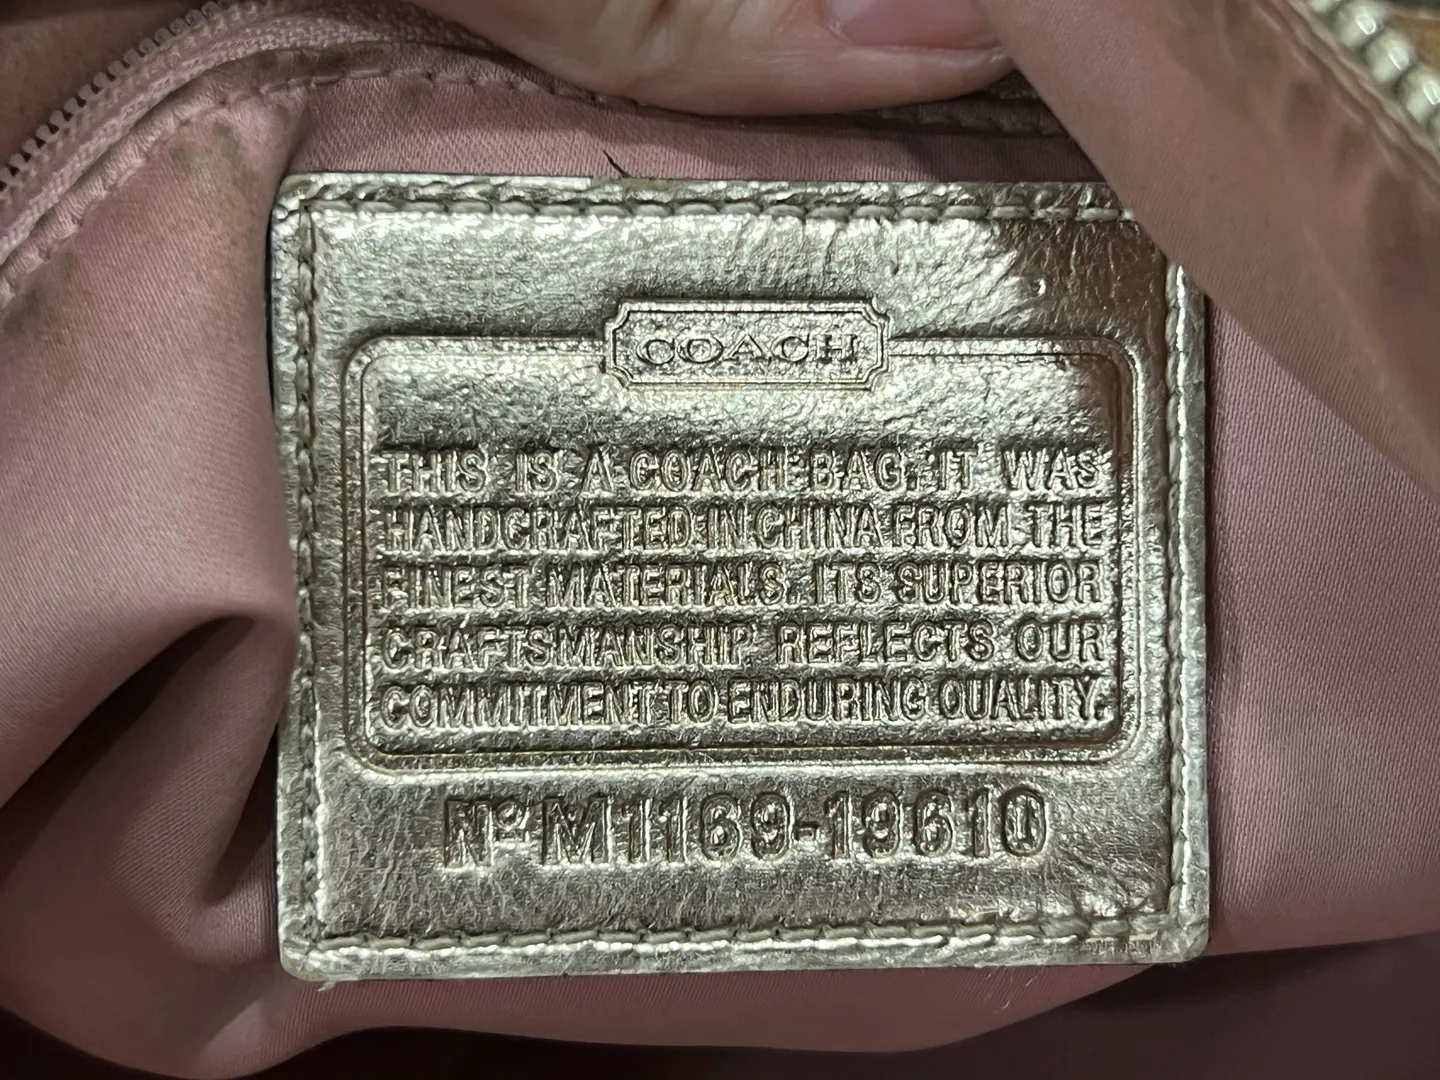 COACH
THIS IS A COACH BAG. IT WAS
HANDCRAFTED IN CHINA FROM THE
FINEST MATERIALS. ITS SUPERIOR
CRAFTSMANSHIP REFLECTS OUR
COMMITMENT TO ENDURING QUALITY.
Nº M1169-19610